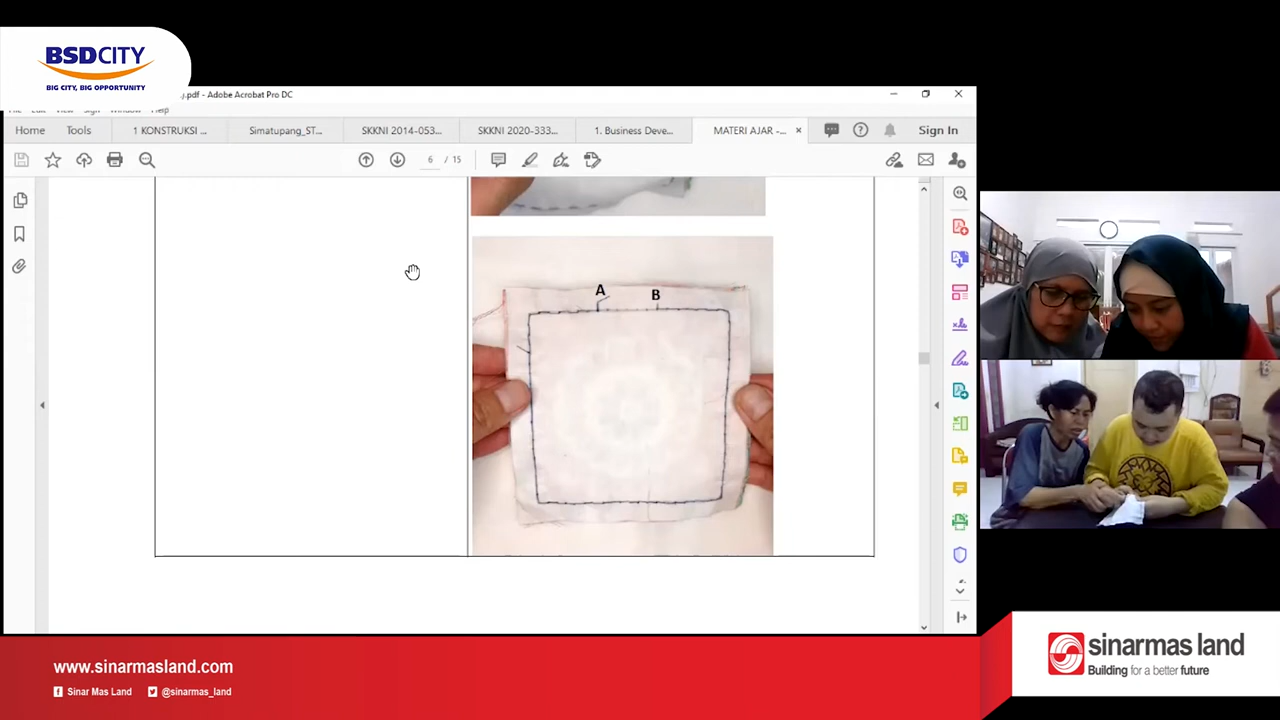 BSDCITY
BIG CITY, BIG OPPORTUNITY
.pdf - Adobe Acrobat Pro DC
Home Tools 1 KONSTRUKSI ... Simatupang_ST... SKKNI 2014-053... SKKNI 2020-333... 1. Business Deve... MATERI AJAR -... × Sign In
6 / 15
A B
www.sinarmasland.com
Sinar Mas Land @sinarmas_land
sinarmas land
Building for a better future